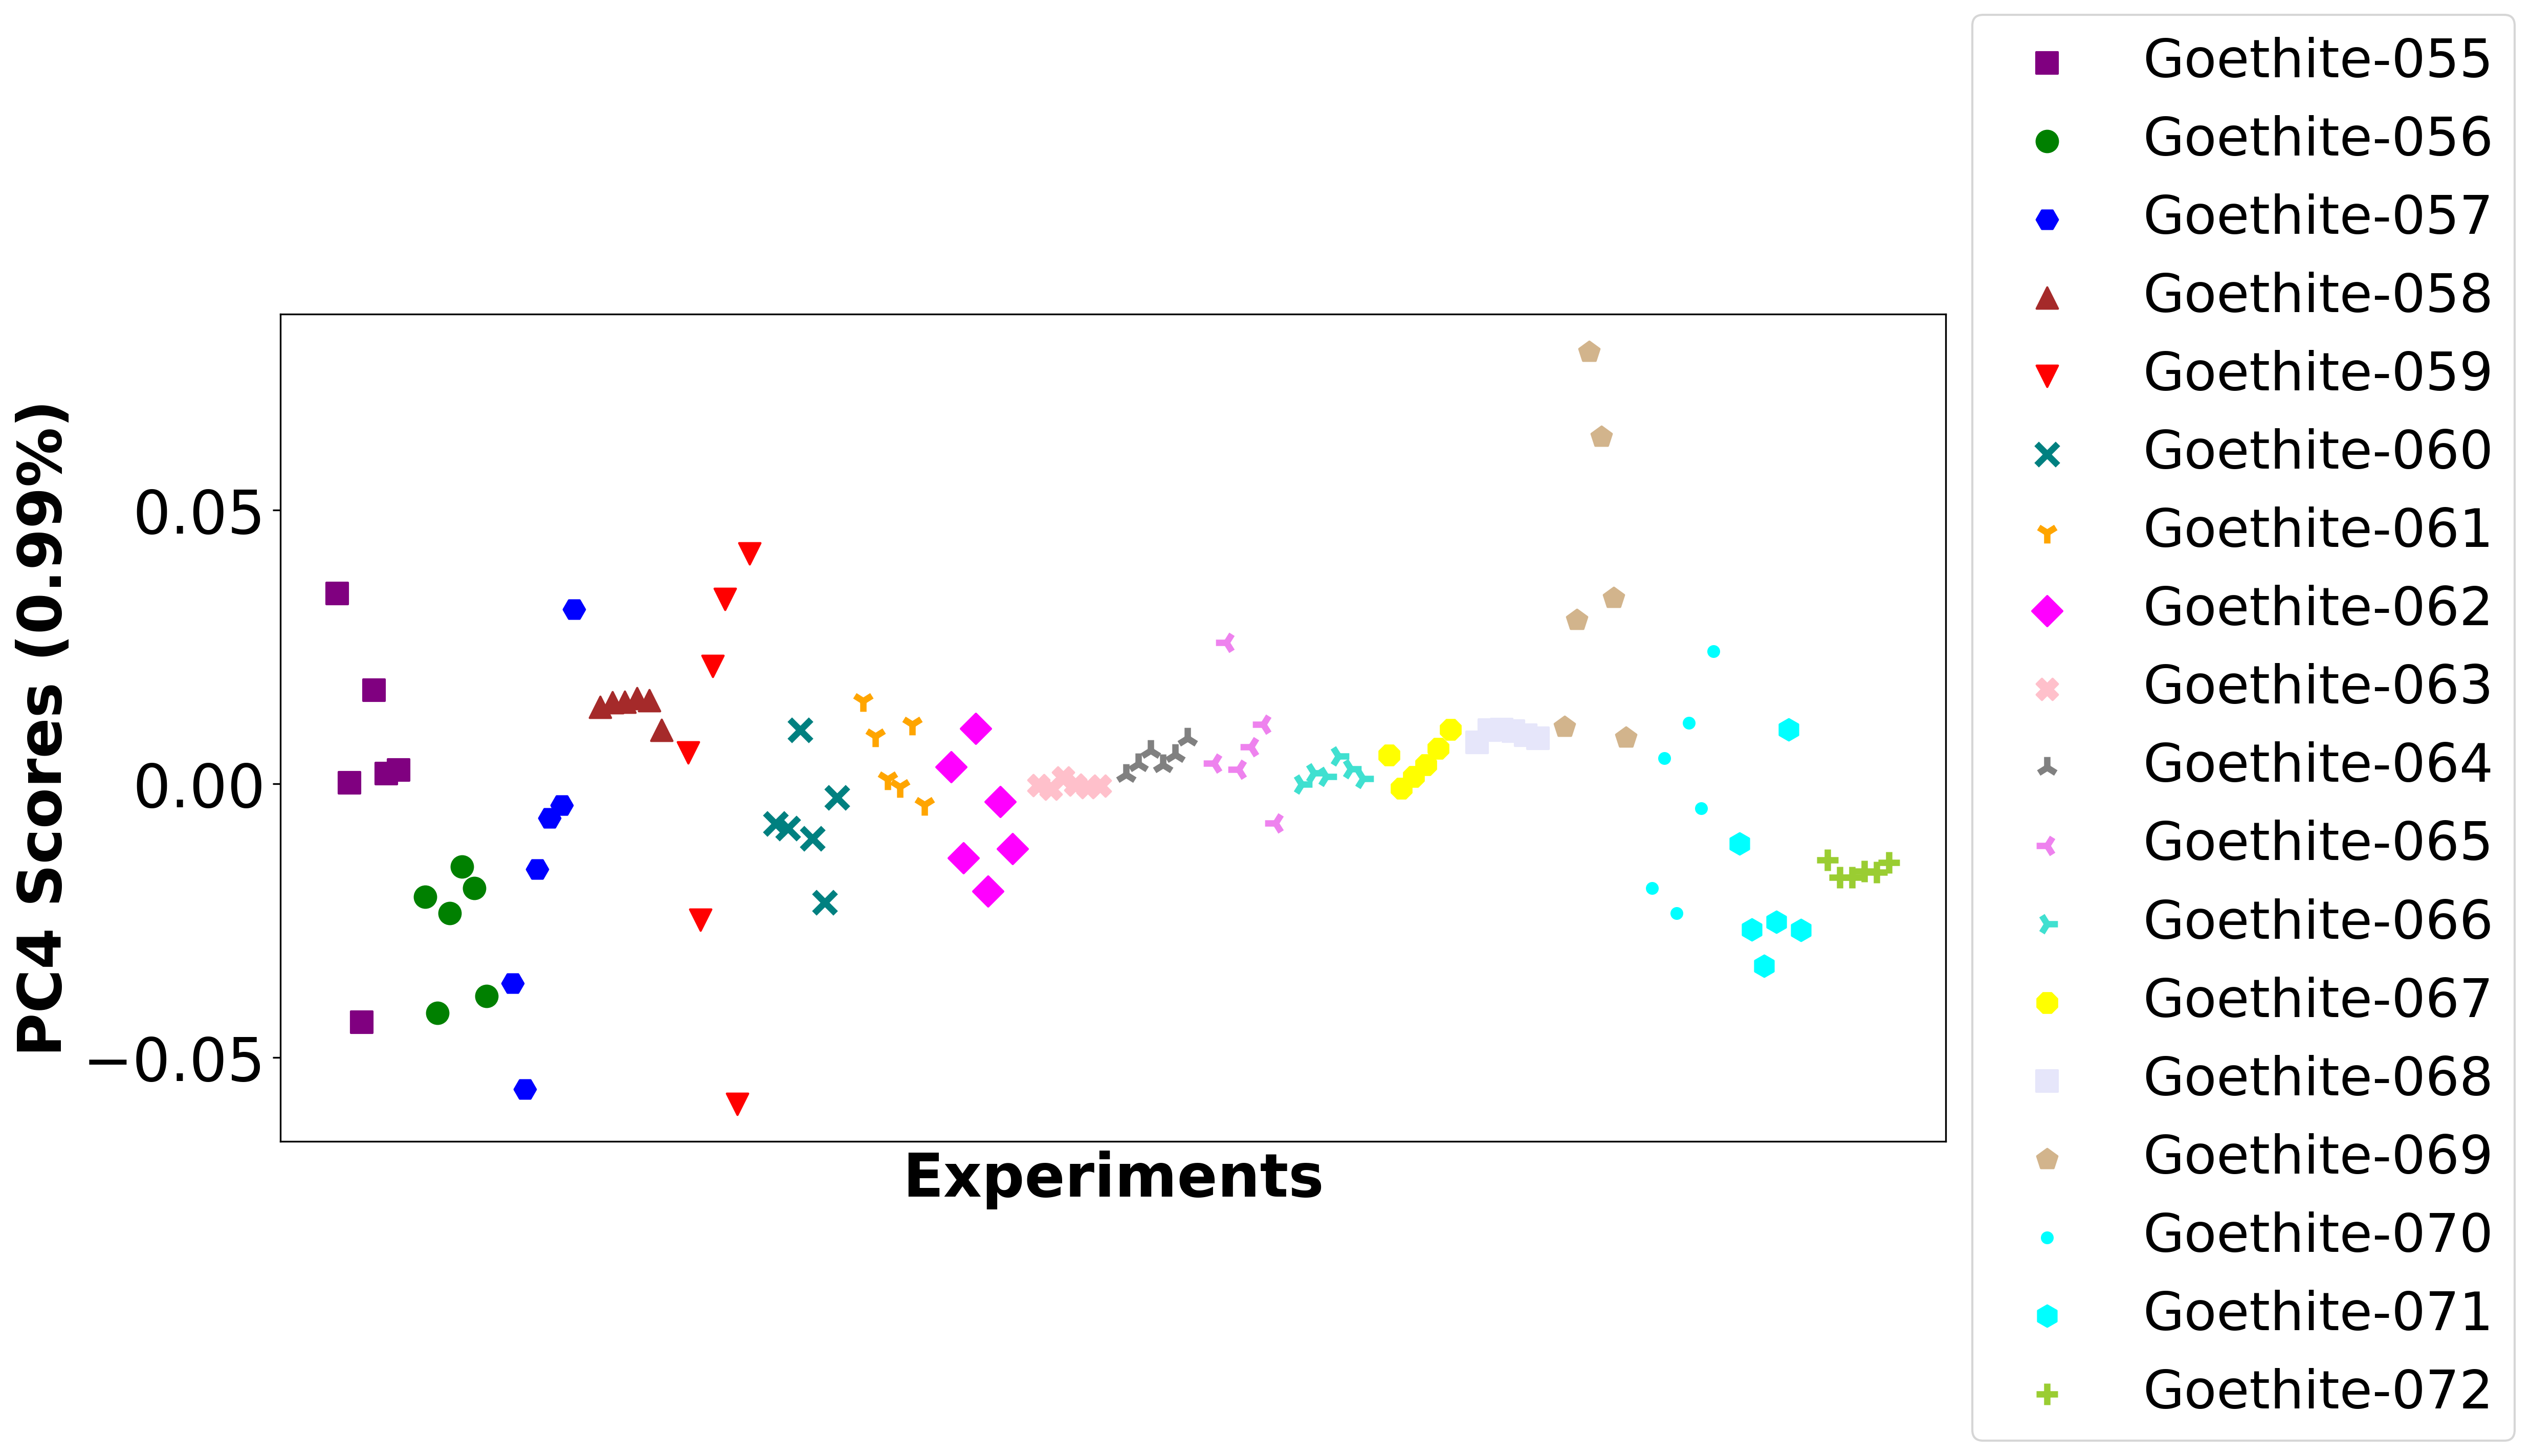 PC4 Scores (0.99%)
0.05
0.00
−0.05
Experiments
Goethite-055
Goethite-056
Goethite-057
Goethite-058
Goethite-059
Goethite-060
Goethite-061
Goethite-062
Goethite-063
Goethite-064
Goethite-065
Goethite-066
Goethite-067
Goethite-068
Goethite-069
Goethite-070
Goethite-071
Goethite-072